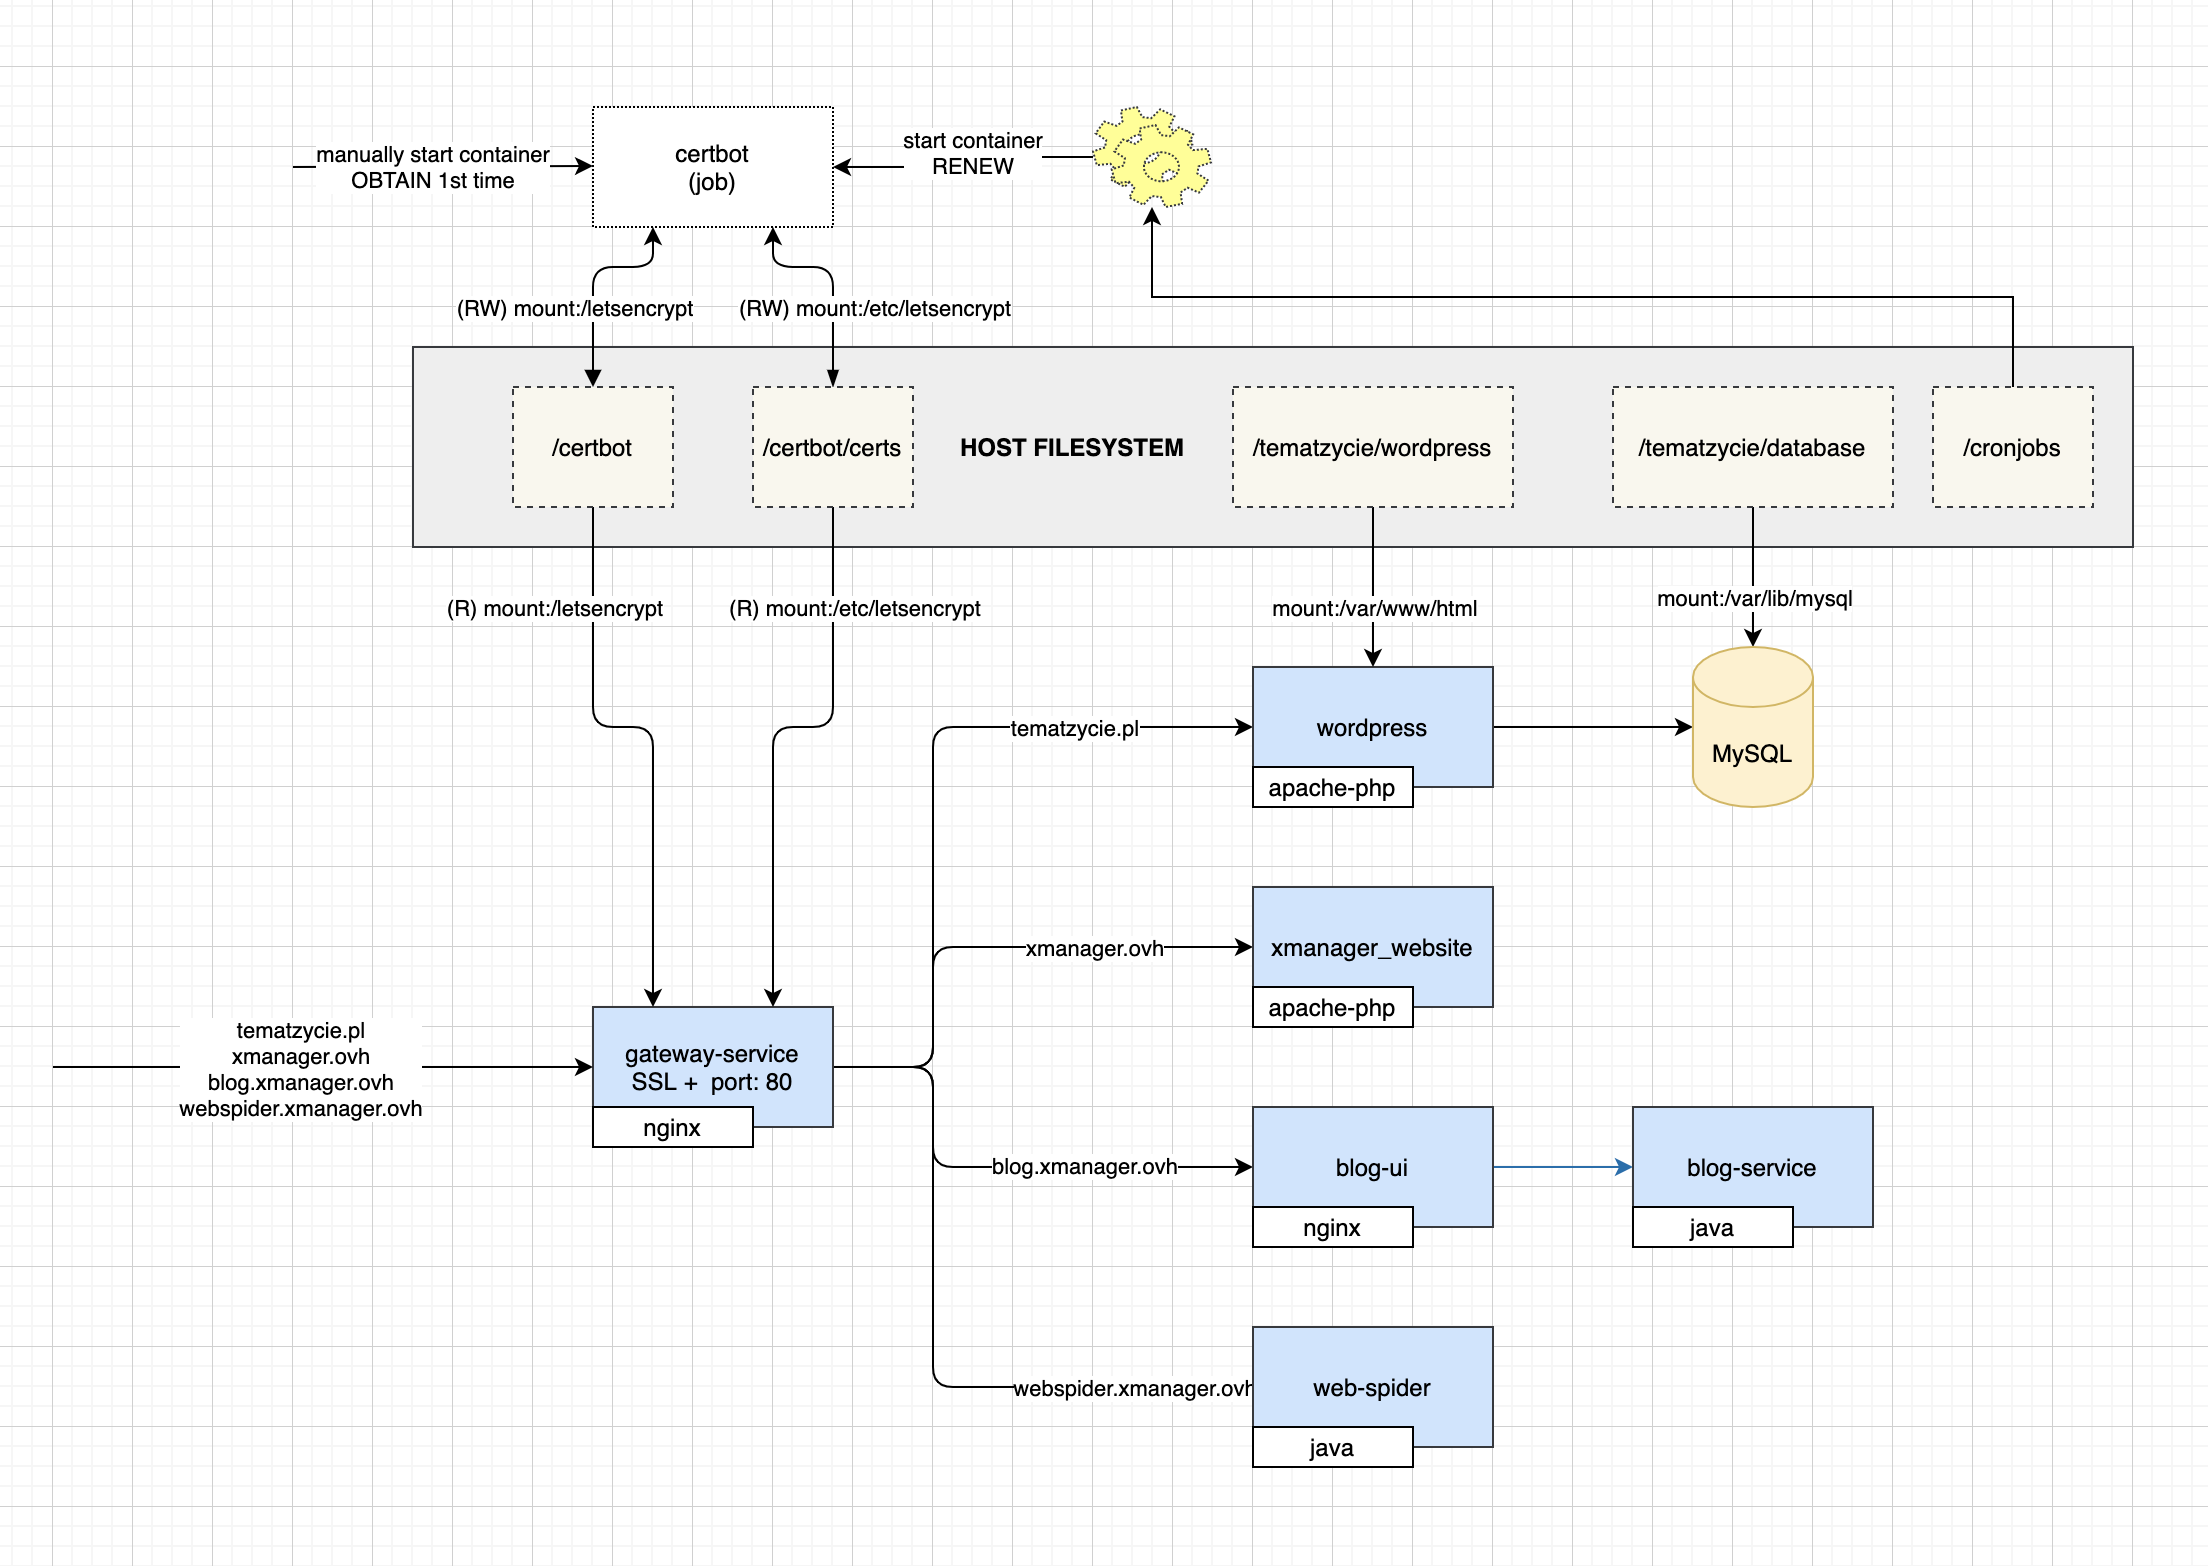 manually start container
OBTAIN 1st time
certbot
(job)
start container
RENEW
(RW) mount:/letsencrypt
(RW) mount:/etc/letsencrypt
/certbot
/certbot/certs
HOST FILESYSTEM
/tematzycie/wordpress
/tematzycie/database
/cronjobs
(R) mount:/letsencrypt
(R) mount:/etc/letsencrypt
mount:/var/www/html
mount:/var/lib/mysql
tematzycie.pl
wordpress
apache-php
MySQL
xmanager.ovh
xmanager_website
apache-php
tematzycie.pl
xmanager.ovh
blog.xmanager.ovh
webspider.xmanager.ovh
gateway-service
SSL + port: 80
nginx
blog.xmanager.ovh
blog-ui
nginx
blog-service
java
webspider.xmanager.ovh
web-spider
java